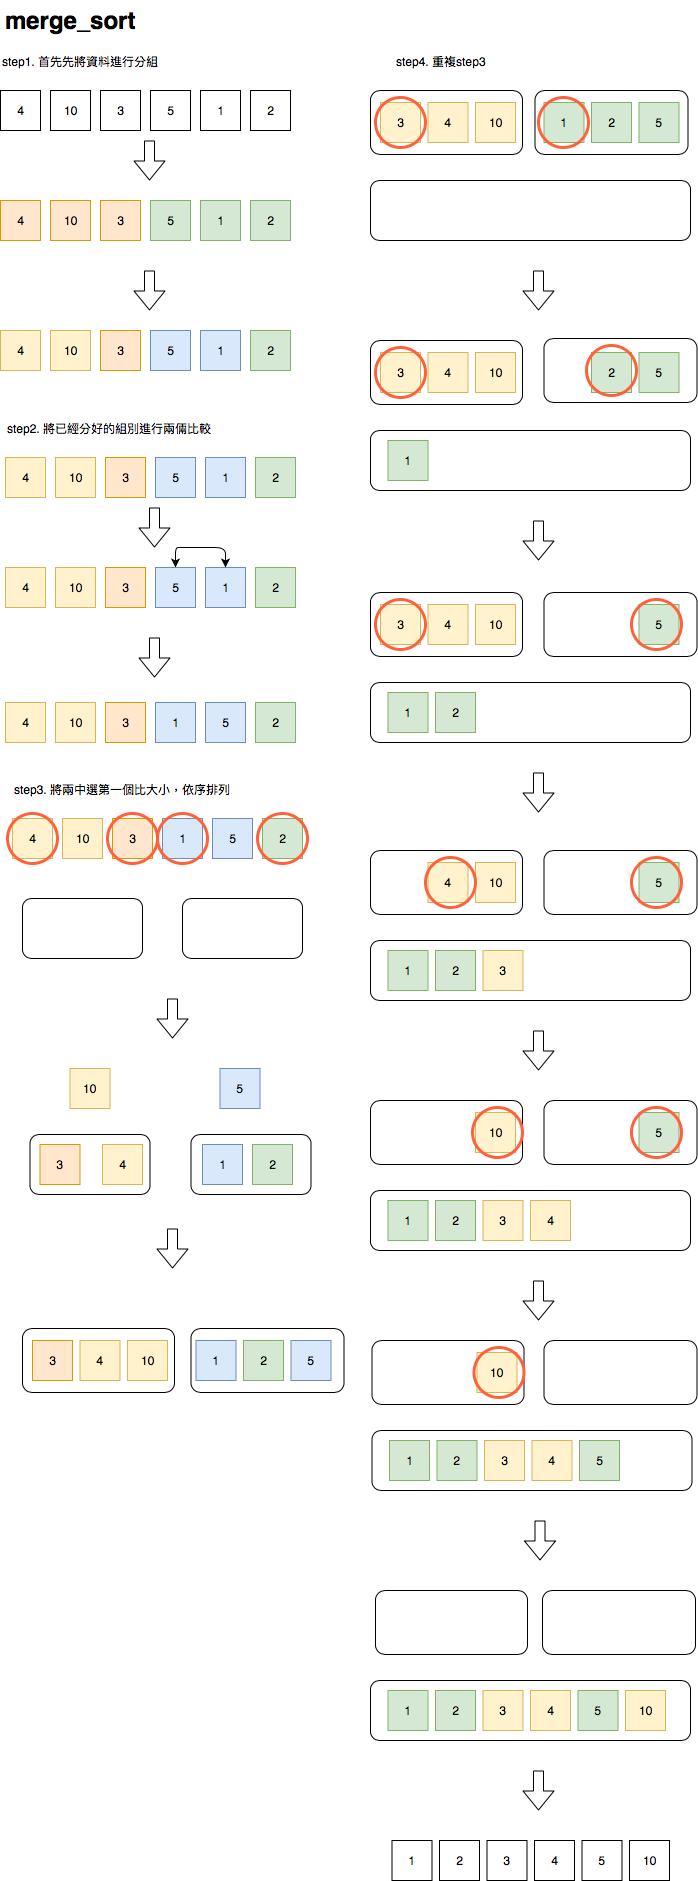 merge_sort
step1. 首先先將資料進行分組
4 10 3 5 1 2
4 10 3 5 1 2
4 10 3 5 1 2
step2. 將已經分好的組別進行兩倆比較
4 10 3 5 1 2
4 10 3 5 1 2
4 10 3 1 5 2
step3. 將兩中選第一個比大小，依序排列
4 10 3 1 5 2
10 5
3 4 1 2
3 4 10 1 2 5
step4. 重複step3
3 4 10 1 2 5
3 4 10 2 5
1
3 4 10 5
1 2
4 10 5
1 2 3
10 5
1 2 3 4
10
1 2 3 4 5
1 2 3 4 5 10
1 2 3 4 5 10